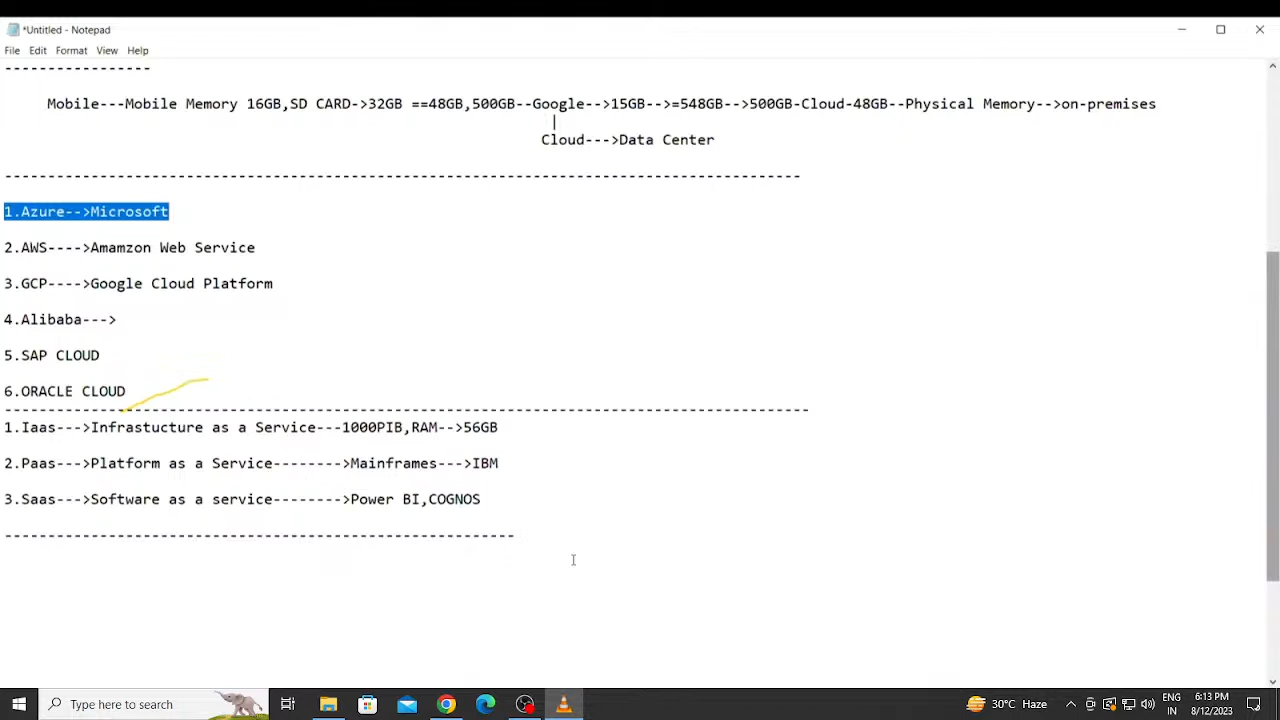 *Untitled - Notepad
File Edit Format View Help
-----------------
Mobile---Mobile Memory 16GB,SD CARD->32GB ==48GB,500GB--Google-->15GB-->=548GB-->500GB-Cloud-48GB--Physical Memory-->on-premises
|
Cloud--->Data Center
--------------------------------------------------------------------------------------------
1.Azure-->Microsoft
2.AWS---->Amamzon Web Service
3.GCP---->Google Cloud Platform
4.Alibaba--->
5.SAP CLOUD
6.ORACLE CLOUD
---------------------------------------------------------------------------------------------
1.Iaas--->Infrastucture as a Service---1000PIB,RAM-->56GB
2.Paas--->Platform as a Service-------->Mainframes--->IBM
3.Saas--->Software as a service-------->Power BI,COGNOS
-----------------------------------------------------------
Type here to search
30°C Haze
ENG
IN
6:13 PM
8/12/2023